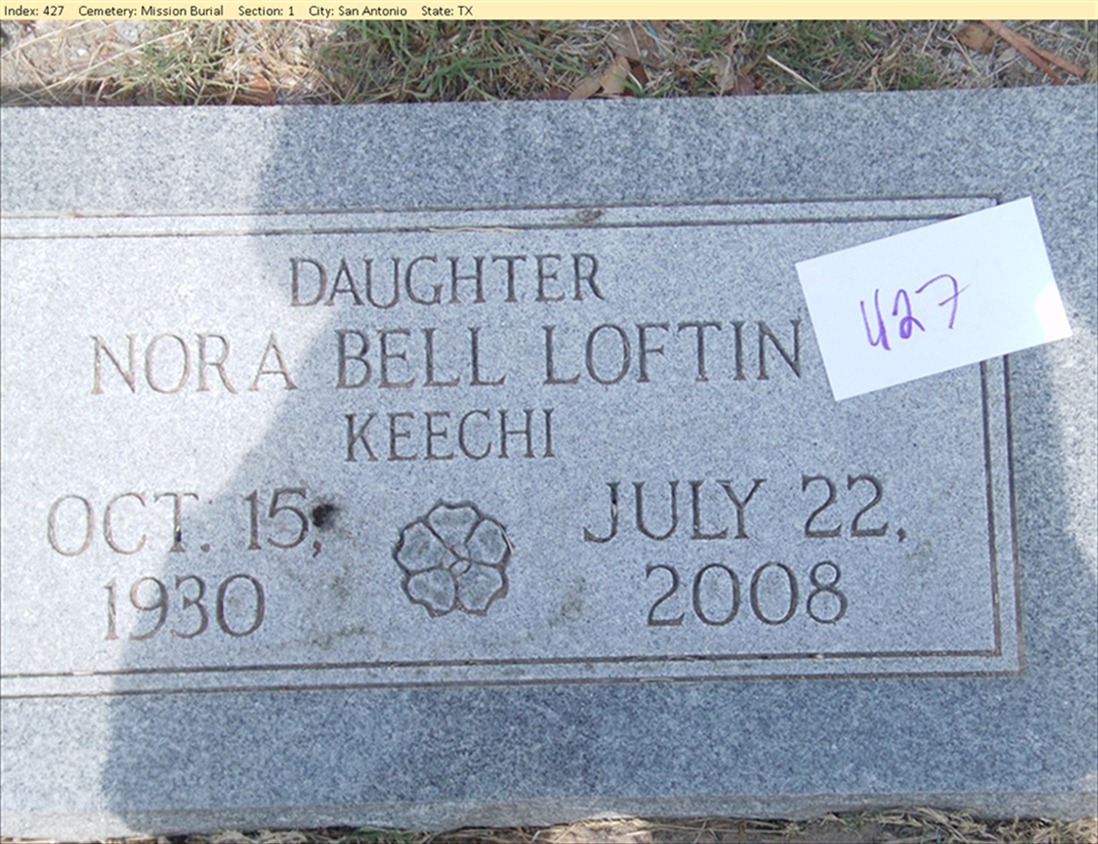 Index: 427 Cemetery: Mission Burial Section: 1 City: San Antonio State: TX
DAUGHTER
NORA BELL LOFTIN
427
KEECHI
OCT. 15, JULY 22,
1930 2008